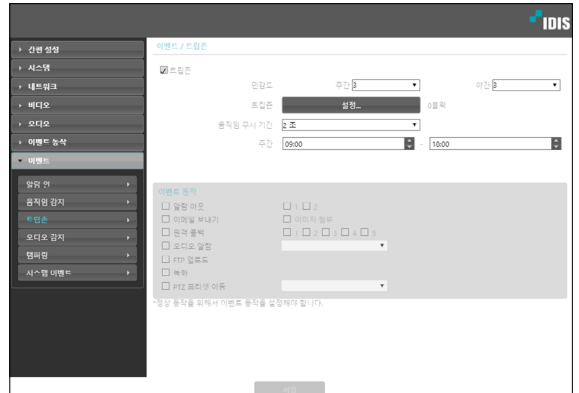 IDIS
간편 설정
시스템
네트워크
비디오
오디오
이벤트 동작
이벤트
알람 인
움직임 감지
트립존
오디오 감지
탬퍼링
시스템 이벤트
이벤트 / 트립존
트립존
민감도 주간 3 야간 3
트립존 설정... 0블럭
움직임 무시 기간 2 초
주간 09:00 - 18:00
이벤트 동작
알람 아웃 1 2
이메일 보내기 이미지 첨부
원격 콜백 1 2 3 4 5
오디오 알람
FTP 업로드
녹화
PTZ 프리셋 이동
*정상 동작을 위해서 이벤트 동작을 설정해야 합니다.
저장